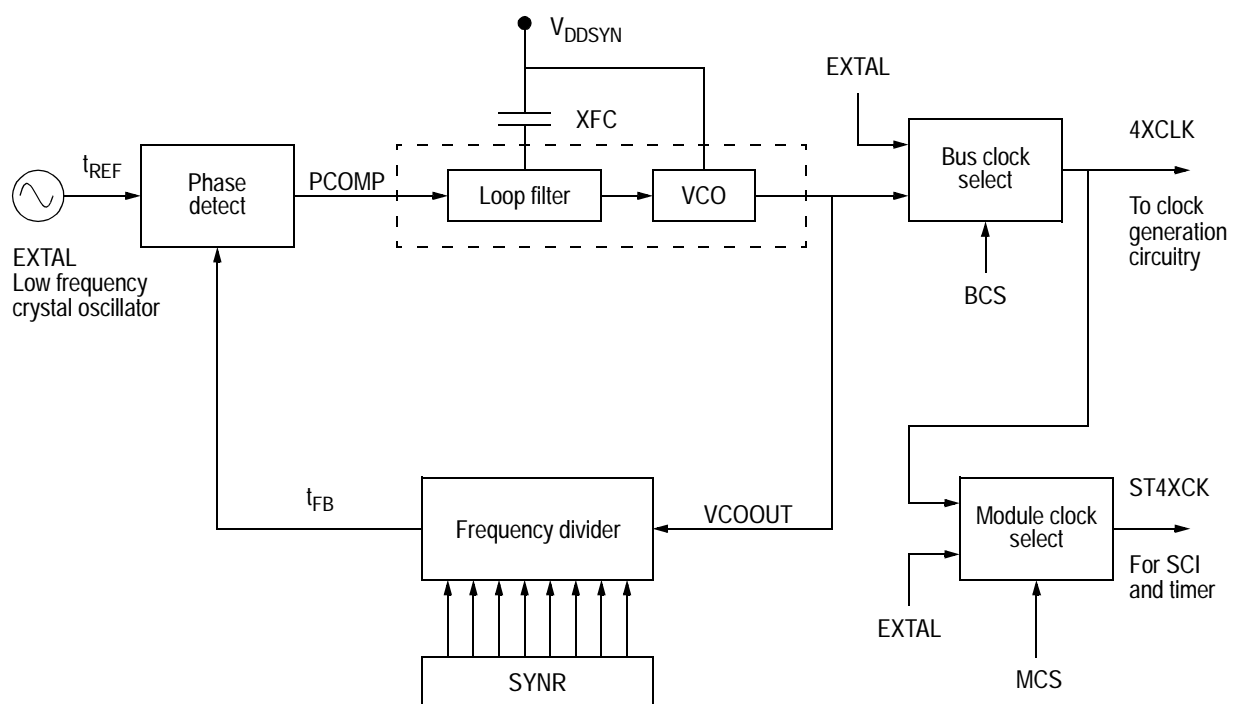 V_DDSYN
EXTAL
XFC
4XCLK
t_REF
Phase
detect
PCOMP
Loop filter
VCO
Bus clock
select
To clock
generation
circuitry
EXTAL
Low frequency
crystal oscillator
BCS
t_FB
Frequency divider
VCOOUT
ST4XCK
Module clock
select
For SCI
and timer
EXTAL
SYNR
MCS